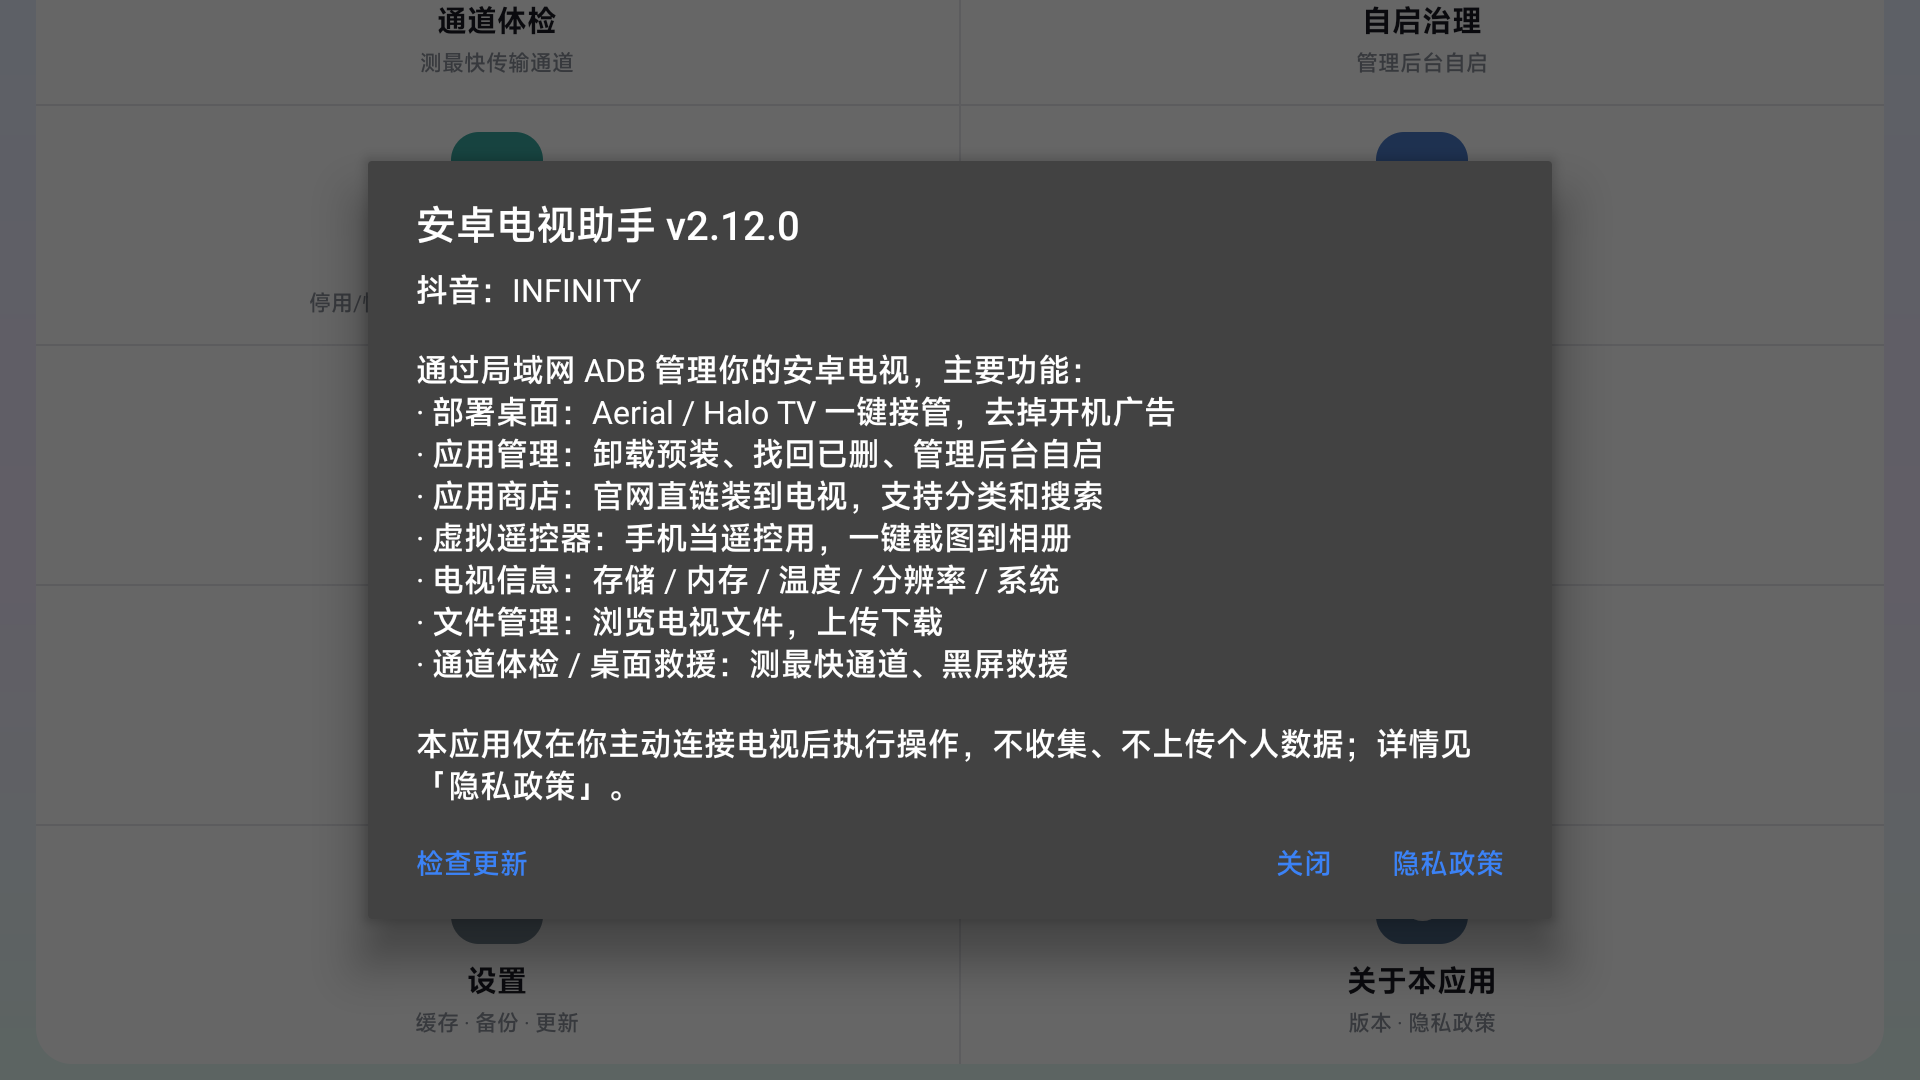 通道体检
自启治理
测最快传输通道
管理后台自启
安卓电视助手 v2.12.0
抖音：INFINITY
停用/
通过局域网 ADB 管理你的安卓电视，主要功能：
· 部署桌面：Aerial / Halo TV 一键接管，去掉开机广告
· 应用管理：卸载预装、找回已删、管理后台自启
· 应用商店：官网直链装到电视，支持分类和搜索
· 虚拟遥控器：手机当遥控用，一键截图到相册
· 电视信息：存储 / 内存 / 温度 / 分辨率 / 系统
· 文件管理：浏览电视文件，上传下载
· 通道体检 / 桌面救援：测最快通道、黑屏救援
本应用仅在你主动连接电视后执行操作，不收集、不上传个人数据；详情见
「隐私政策」。
检查更新
关闭
隐私政策
设置
关于本应用
缓存 · 备份 · 更新
版本 · 隐私政策